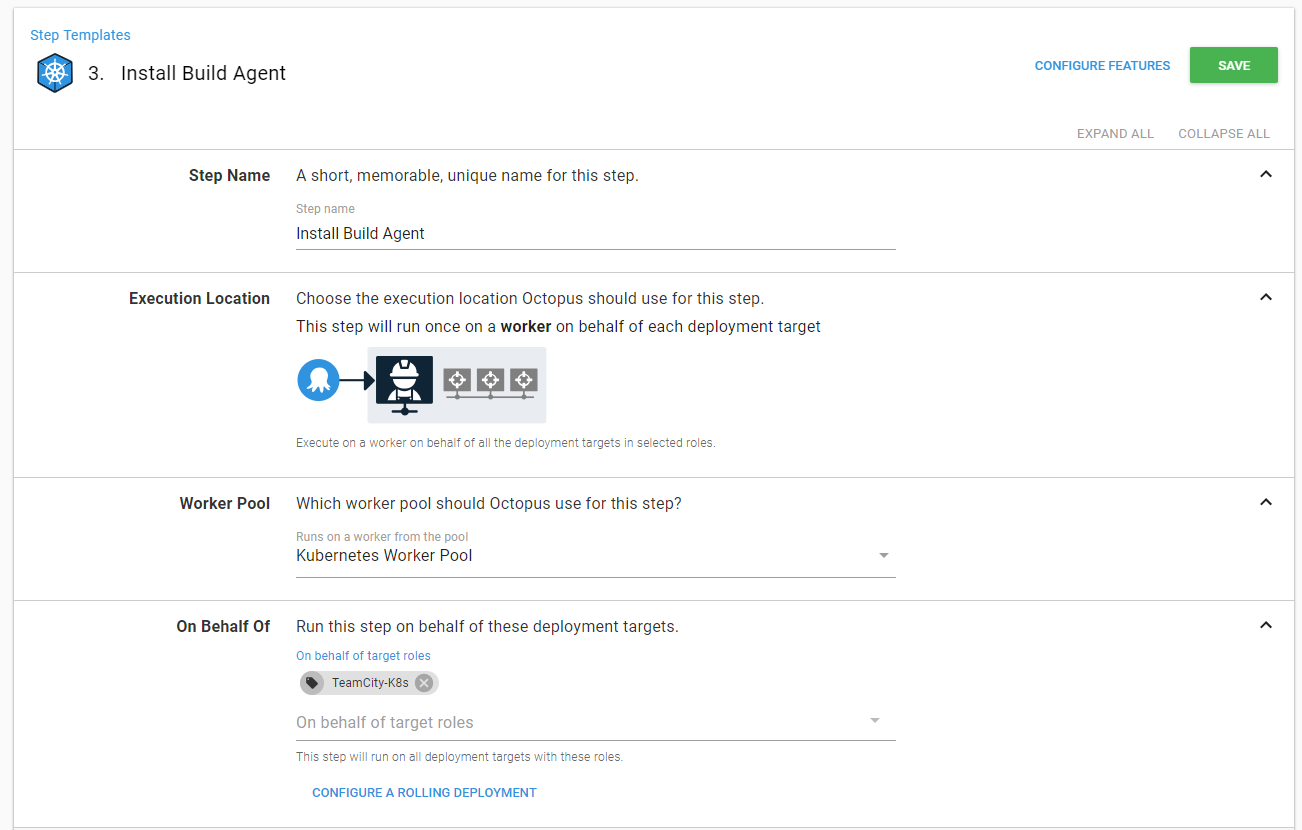 Step Templates
3. Install Build Agent
CONFIGURE FEATURES
SAVE
EXPAND ALL
COLLAPSE ALL
Step Name
A short, memorable, unique name for this step.
Step name
Install Build Agent
Execution Location
Choose the execution location Octopus should use for this step.
This step will run once on a worker on behalf of each deployment target
Execute on a worker on behalf of all the deployment targets in selected roles.
Worker Pool
Which worker pool should Octopus use for this step?
Runs on a worker from the pool
Kubernetes Worker Pool
On Behalf Of
Run this step on behalf of these deployment targets.
On behalf of target roles
TeamCity-K8s
On behalf of target roles
This step will run on all deployment targets with these roles.
CONFIGURE A ROLLING DEPLOYMENT